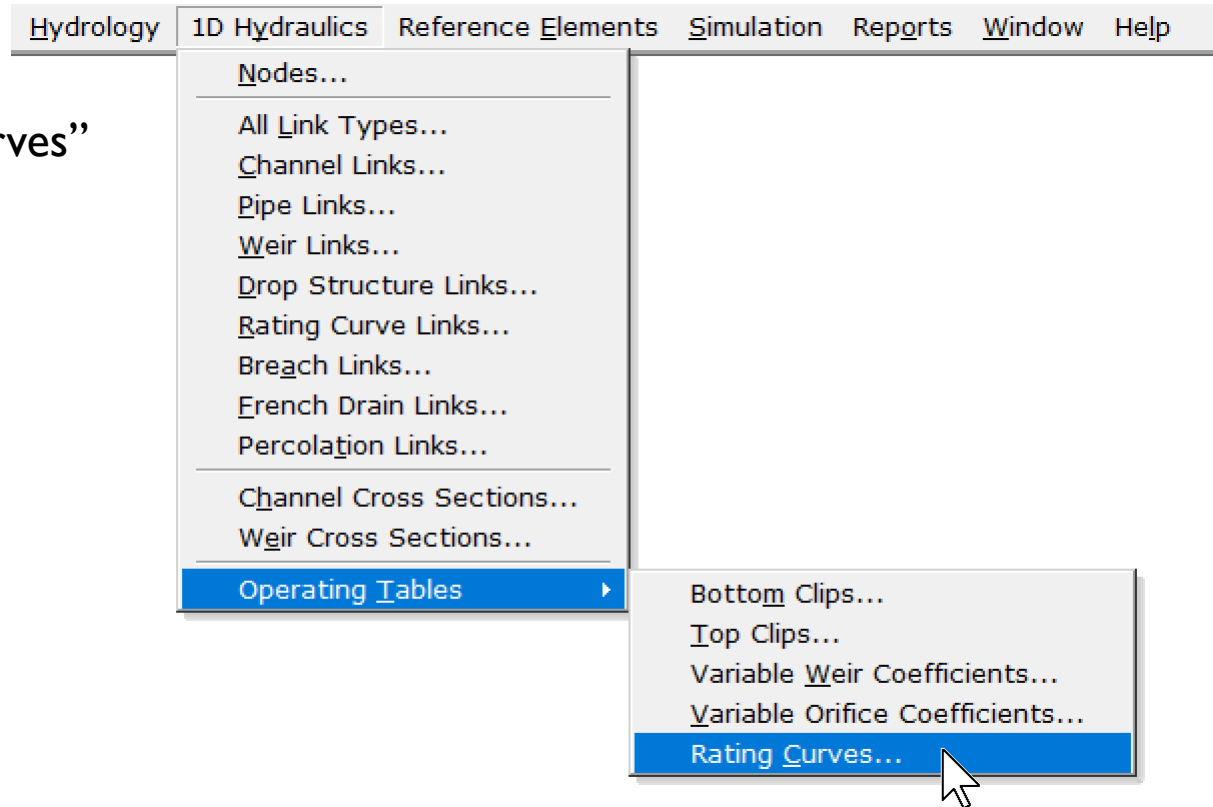 Hydrology 1D Hydraulics Reference Elements Simulation Reports Window Help
Nodes...
rves”
All Link Types...
Channel Links...
Pipe Links...
Weir Links...
Drop Structure Links...
Rating Curve Links...
Breach Links...
French Drain Links...
Percolation Links...
Channel Cross Sections...
Weir Cross Sections...
Operating Tables
Bottom Clips...
Top Clips...
Variable Weir Coefficients...
Variable Orifice Coefficients...
Rating Curves...